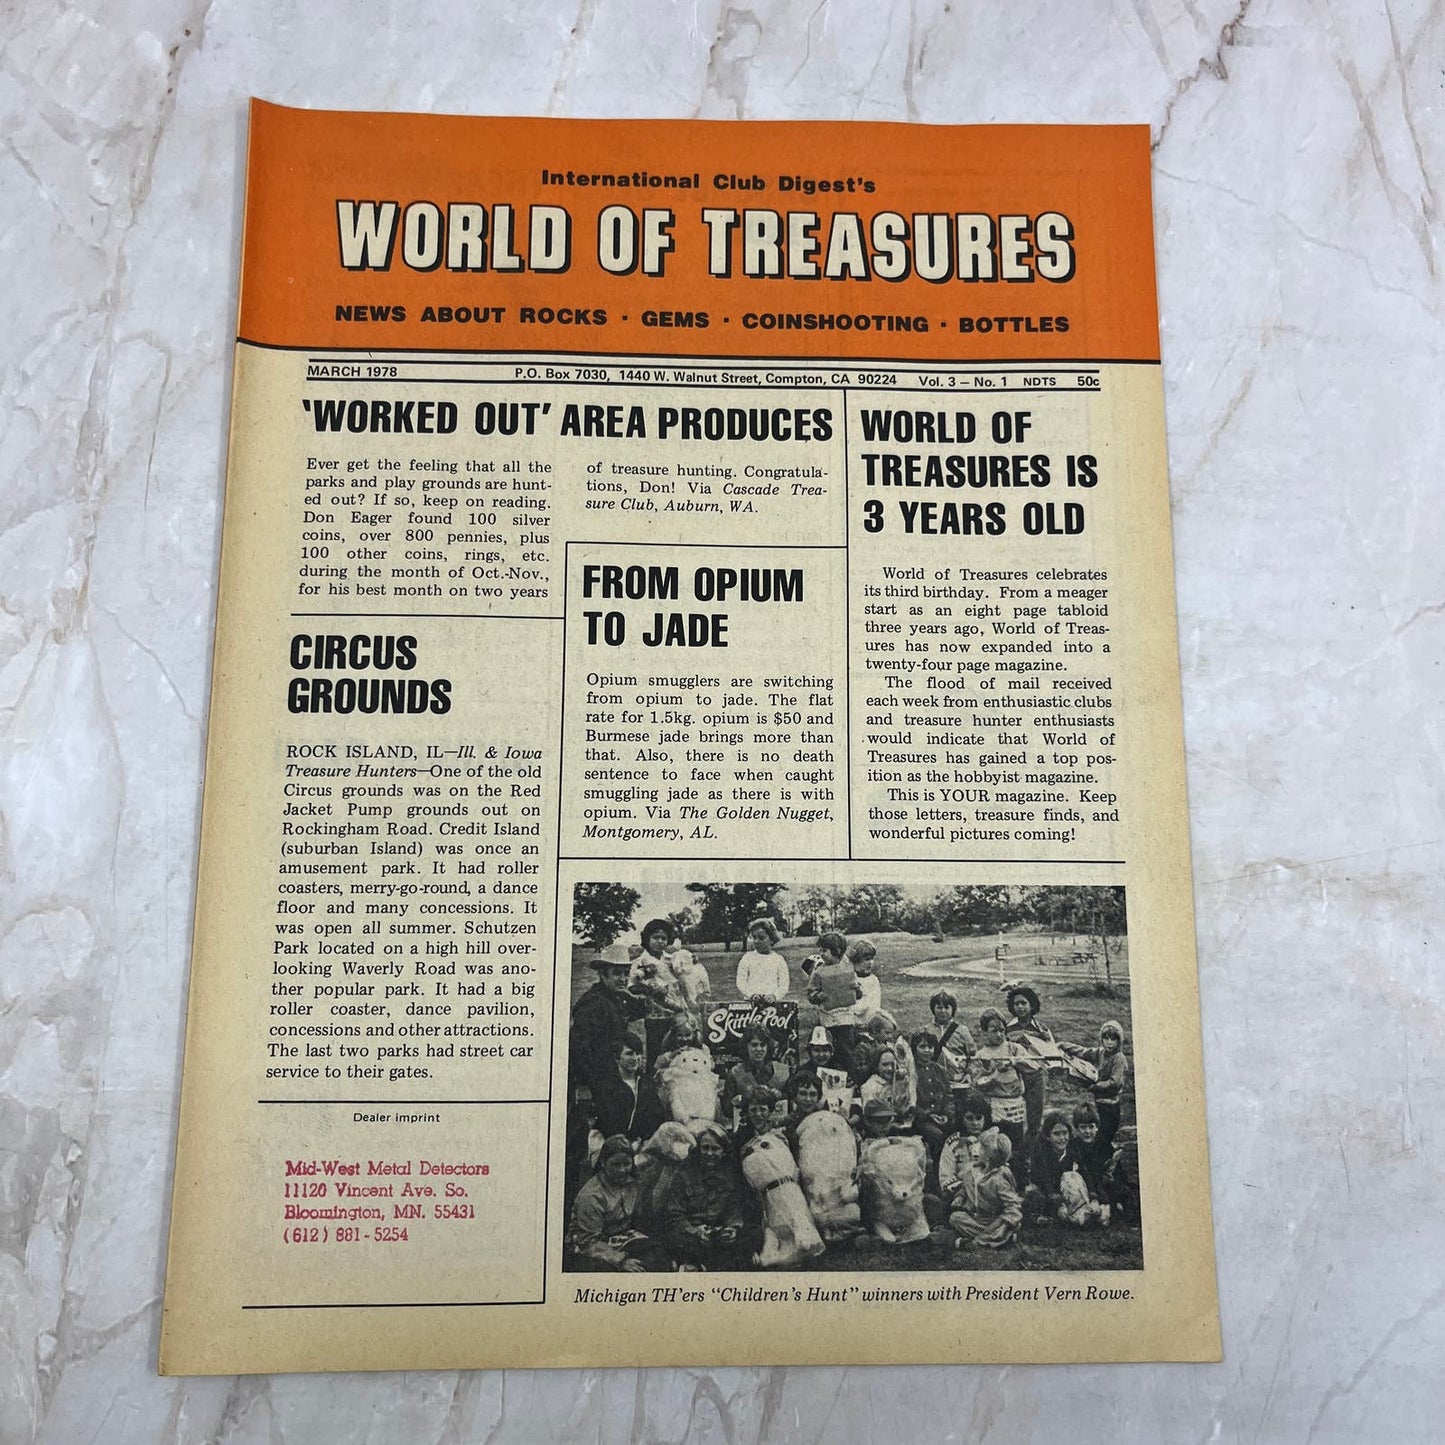 International Club Digest's
WORLD OF TREASURES
NEWS ABOUT ROCKS · GEMS · COINSHOOTING · BOTTLES
MARCH 1978 P.O. Box 7030, 1440 W. Walnut Street, Compton, CA 90224 Vol. 3 – No. 1 NDTS 50c
'WORKED OUT' AREA PRODUCES
Ever get the feeling that all the
parks and play grounds are hunt-
ed out? If so, keep on reading.
Don Eager found 100 silver
coins, over 800 pennies, plus
100 other coins, rings, etc.
during the month of Oct.-Nov.,
for his best month on two years
of treasure hunting. Congratula-
tions, Don! Via Cascade Trea-
sure Club, Auburn, WA.
CIRCUS
GROUNDS
ROCK ISLAND, IL—Ill. & Iowa
Treasure Hunters—One of the old
Circus grounds was on the Red
Jacket Pump grounds out on
Rockingham Road. Credit Island
(suburban Island) was once an
amusement park. It had roller
coasters, merry-go-round, a dance
floor and many concessions. It
was open all summer. Schutzen
Park located on a high hill over-
looking Waverly Road was ano-
ther popular park. It had a big
roller coaster, dance pavilion,
concessions and other attractions.
The last two parks had street car
service to their gates.
Dealer imprint
Mid-West Metal Detectors
11120 Vincent Ave. So.
Bloomington, MN. 55431
(612) 881-5254
FROM OPIUM
TO JADE
Opium smugglers are switching
from opium to jade. The flat
rate for 1.5kg. opium is $50 and
Burmese jade brings more than
that. Also, there is no death
sentence to face when caught
smuggling jade as there is with
opium. Via The Golden Nugget,
Montgomery, AL.
WORLD OF
TREASURES IS
3 YEARS OLD
World of Treasures celebrates
its third birthday. From a meager
start as an eight page tabloid
three years ago, World of Treas-
ures has now expanded into a
twenty-four page magazine.
The flood of mail received
each week from enthusiastic clubs
and treasure hunter enthusiasts
would indicate that World of
Treasures has gained a top pos-
ition as the hobbyist magazine.
This is YOUR magazine. Keep
those letters, treasure finds, and
wonderful pictures coming!
Skittle Pool
Michigan TH'ers "Children's Hunt" winners with President Vern Rowe.